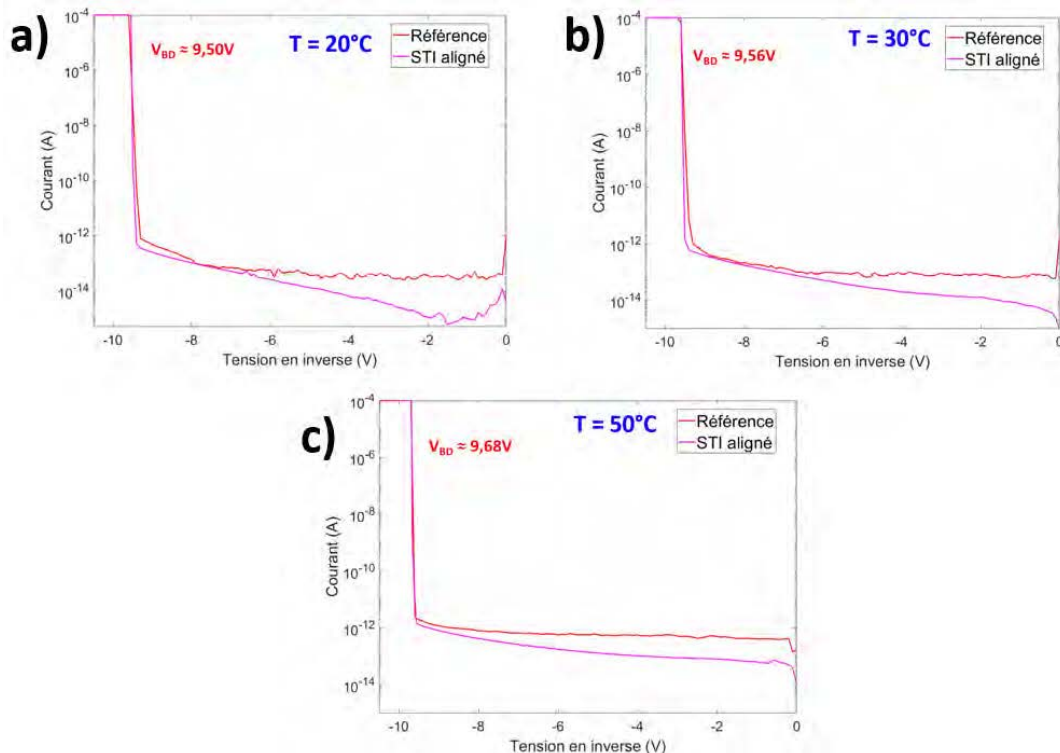 a)
V_BD ≈ 9,50V
T = 20°C
Référence
STI aligné
10^-4
10^-6
10^-8
10^-10
10^-12
10^-14
Courant (A)
-10
-8
-6
-4
-2
0
Tension en inverse (V)
b)
V_BD ≈ 9,56V
T = 30°C
Référence
STI aligné
10^-4
10^-6
10^-8
10^-10
10^-12
10^-14
Courant (A)
-10
-8
-6
-4
-2
0
Tension en inverse (V)
c)
V_BD ≈ 9,68V
T = 50°C
Référence
STI aligné
10^-4
10^-6
10^-8
10^-10
10^-12
10^-14
Courant (A)
-10
-8
-6
-4
-2
0
Tension en inverse (V)